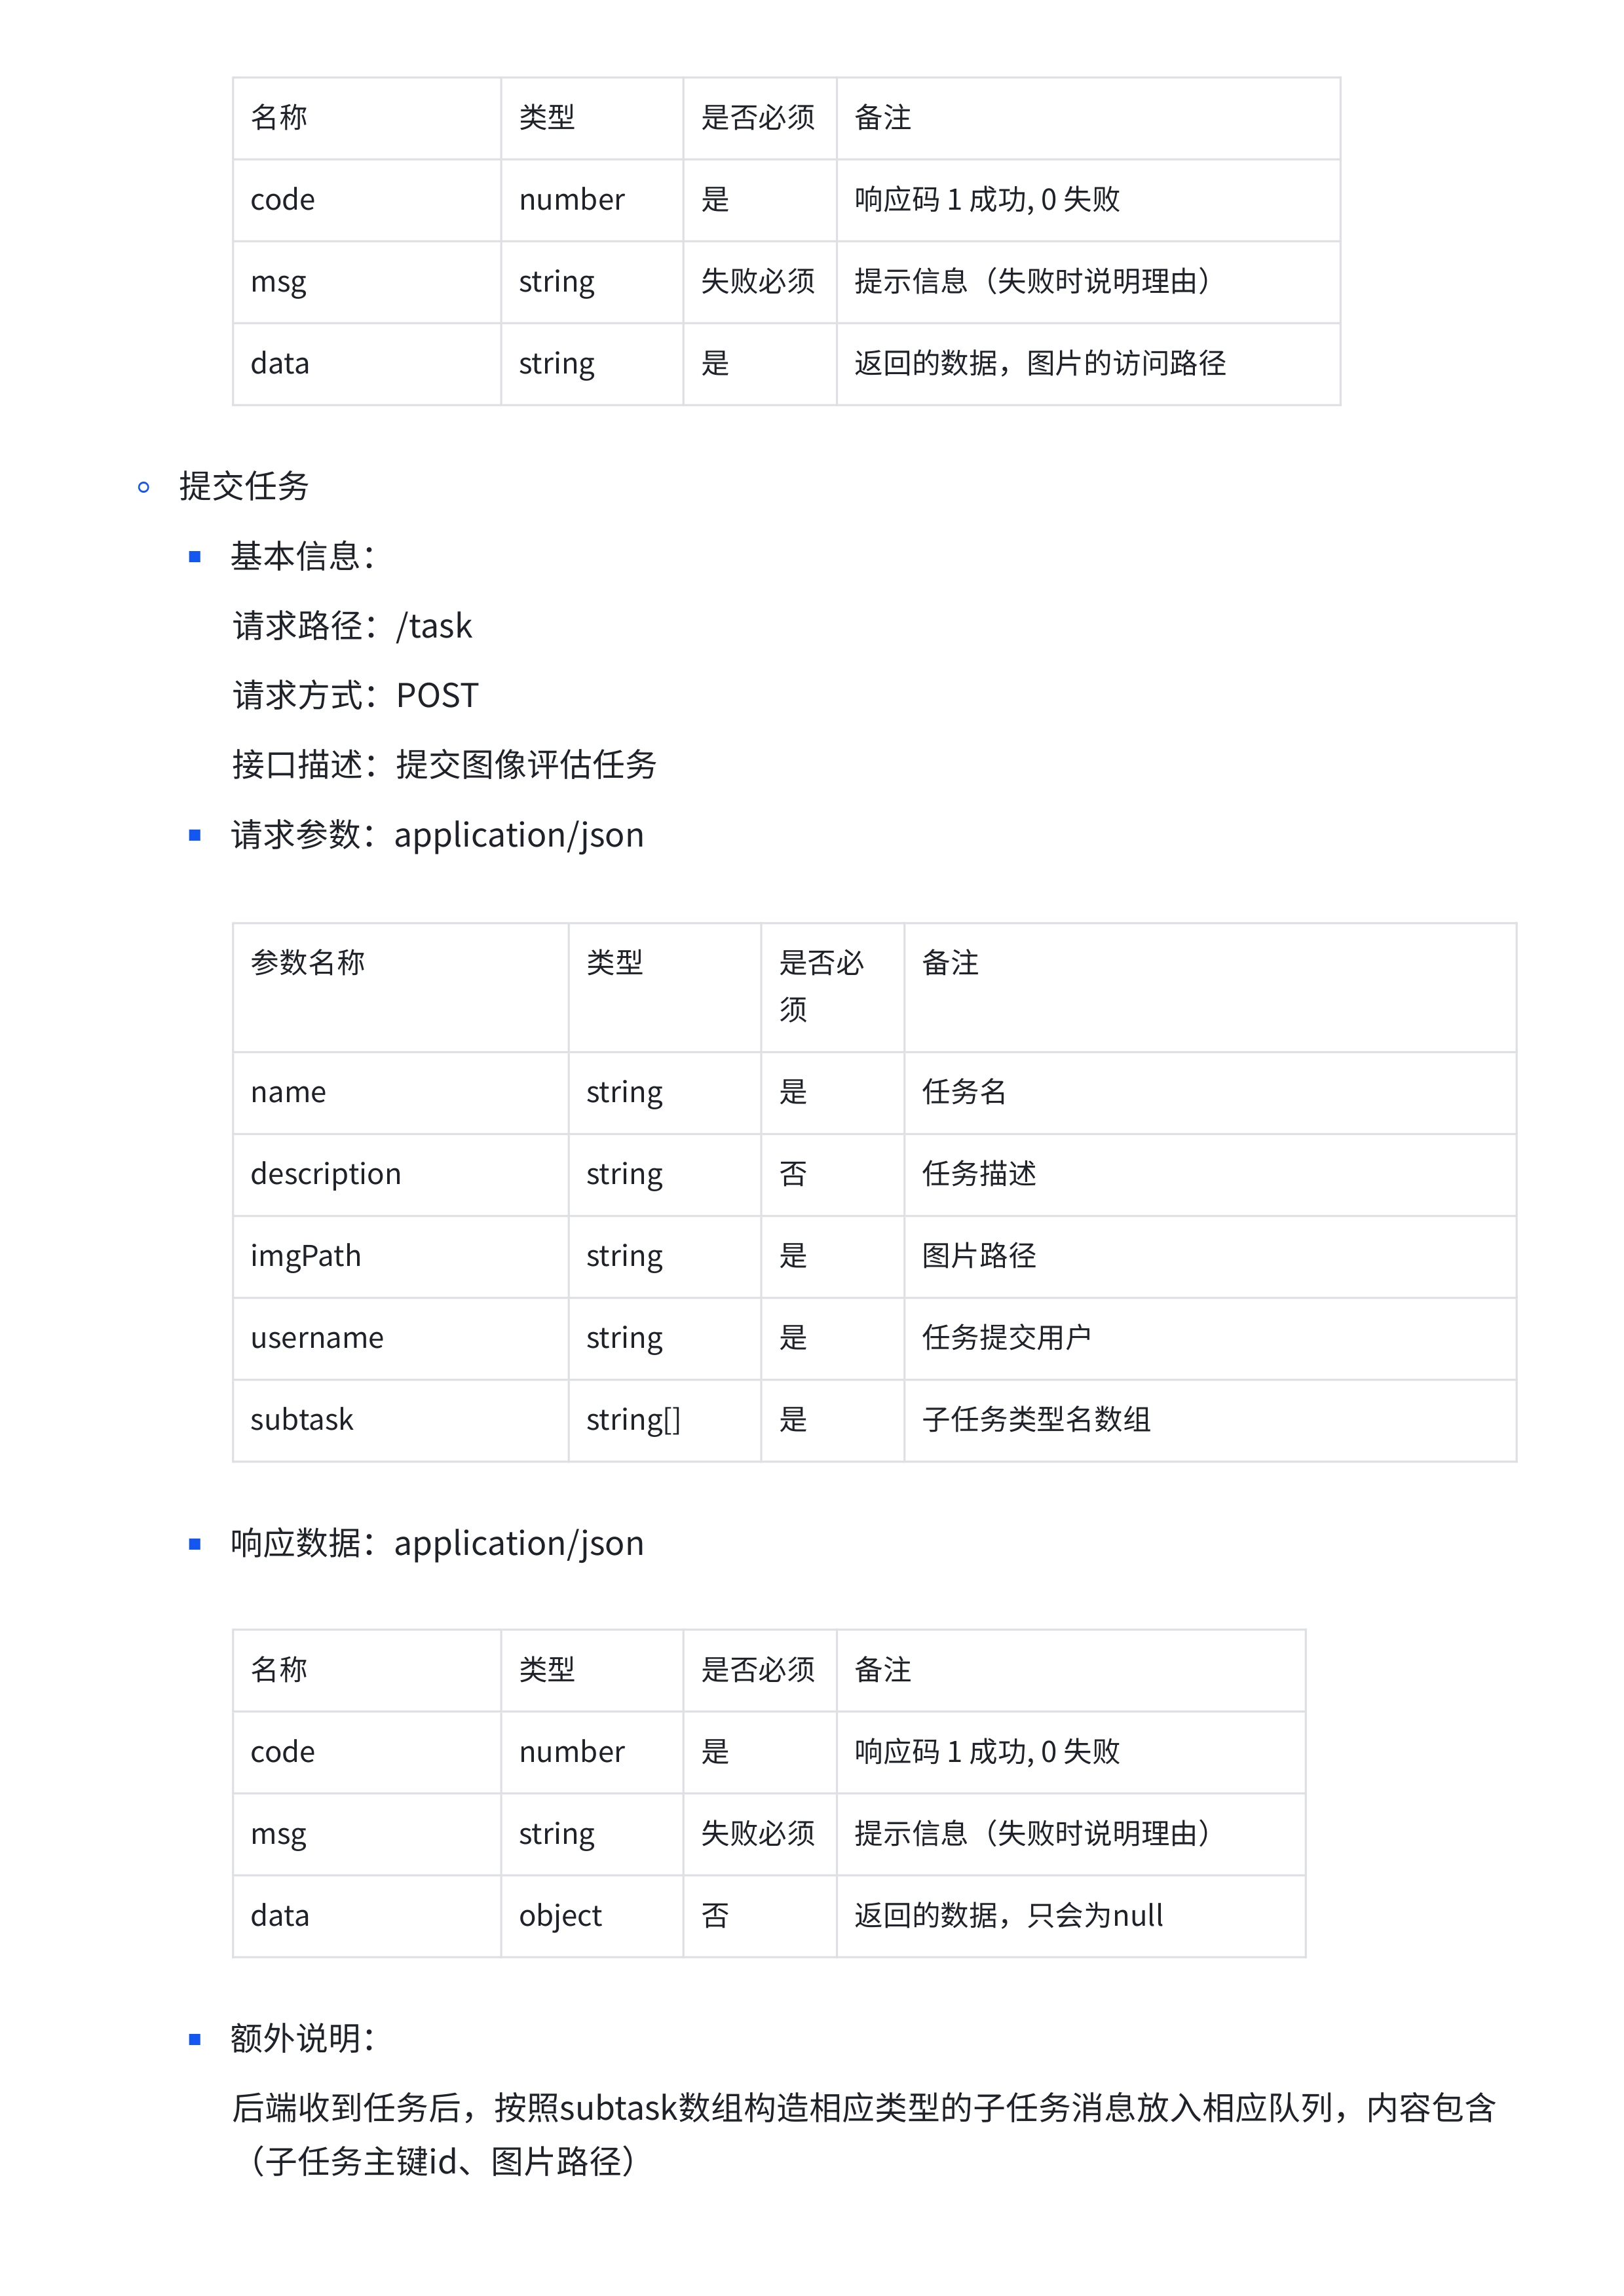 名称 类型 是否必须 备注
code number 是 响应码 1 成功, 0 失败
msg string 失败必须 提示信息（失败时说明理由）
data string 是 返回的数据，图片的访问路径
提交任务
基本信息：
请求路径：/task
请求方式：POST
接口描述：提交图像评估任务
请求参数：application/json
参数名称 类型 是否必 备注
须
name string 是 任务名
description string 否 任务描述
imgPath string 是 图片路径
username string 是 任务提交用户
subtask string[] 是 子任务类型名数组
响应数据：application/json
名称 类型 是否必须 备注
code number 是 响应码 1 成功, 0 失败
msg string 失败必须 提示信息（失败时说明理由）
data object 否 返回的数据，只会为null
额外说明：
后端收到任务后，按照subtask数组构造相应类型的子任务消息放入相应队列，内容包含
（子任务主键id、图片路径）